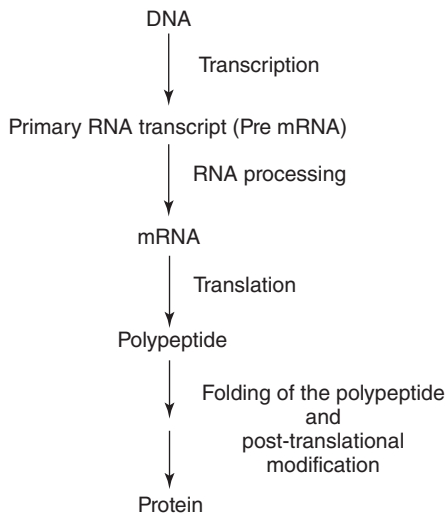 DNA
Transcription
Primary RNA transcript (Pre mRNA)
RNA processing
mRNA
Translation
Polypeptide
Folding of the polypeptide
and
post-translational
modification
Protein